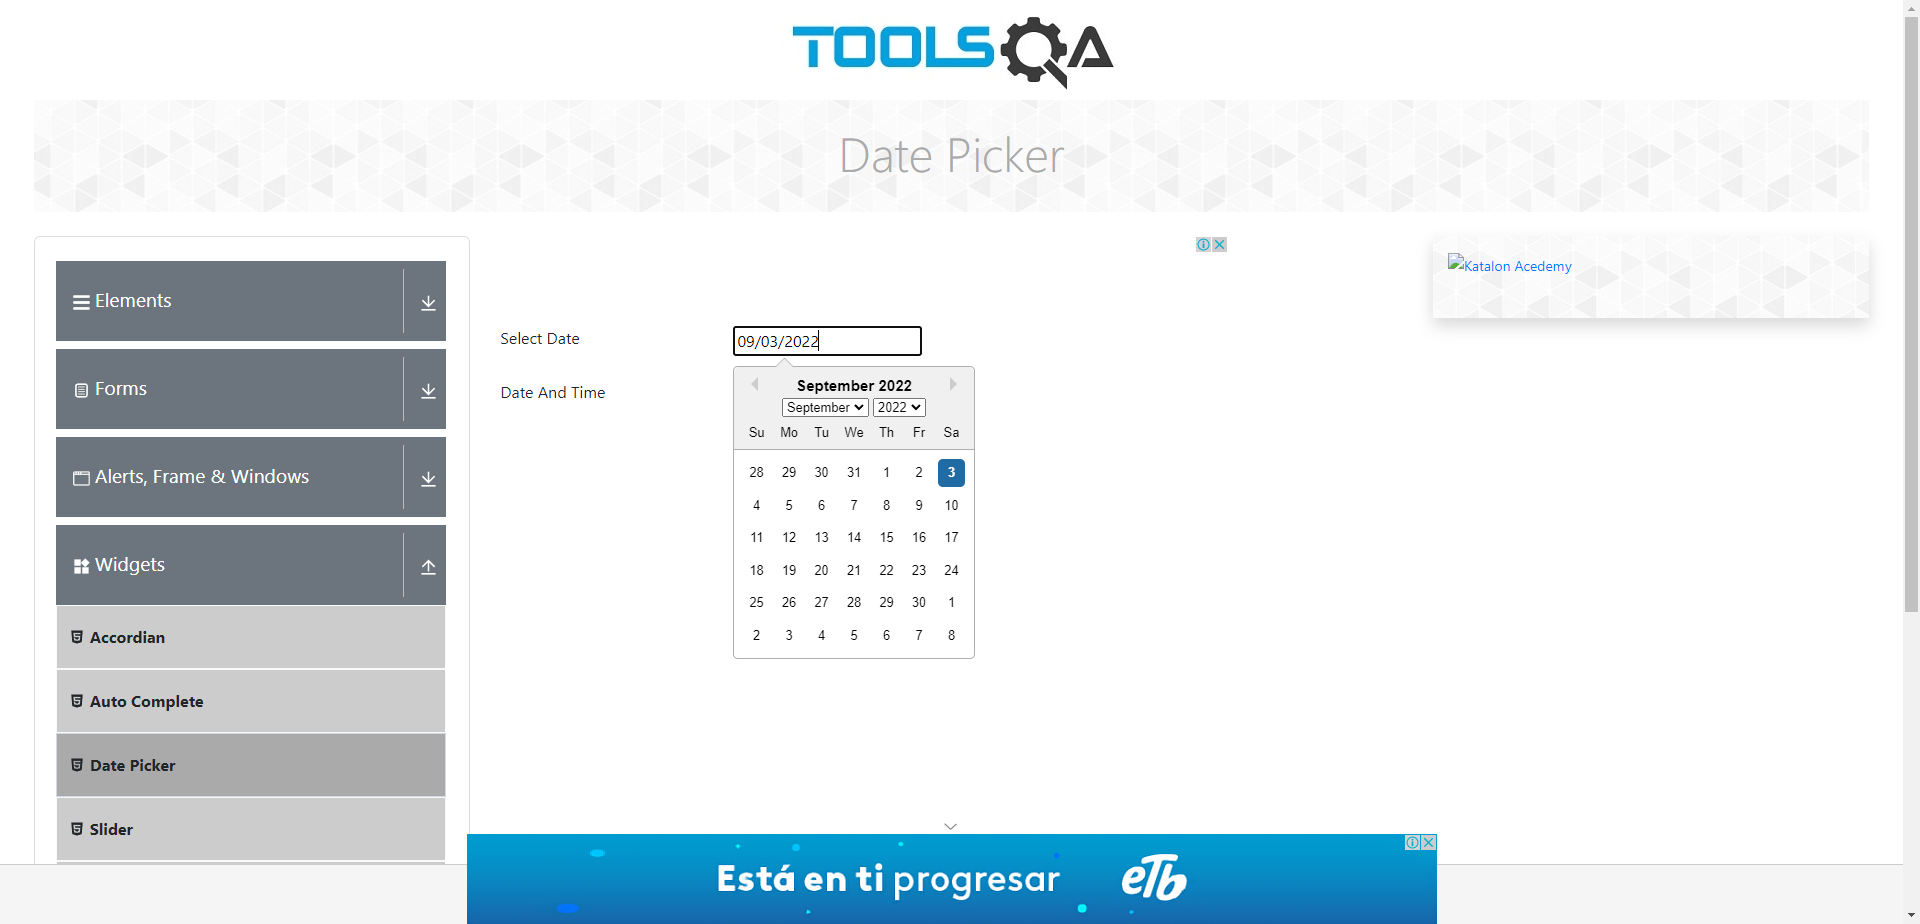 TOOLSQA
Date Picker
Elements
Forms
Alerts, Frame & Windows
Widgets
Accordian
Auto Complete
Date Picker
Slider
Select Date
09/03/2022
Date And Time
September 2022
September 2022
Su Mo Tu We Th Fr Sa
28 29 30 31 1 2 3
4 5 6 7 8 9 10
11 12 13 14 15 16 17
18 19 20 21 22 23 24
25 26 27 28 29 30 1
2 3 4 5 6 7 8
Katalon Acedemy
Está en ti progresar eTb